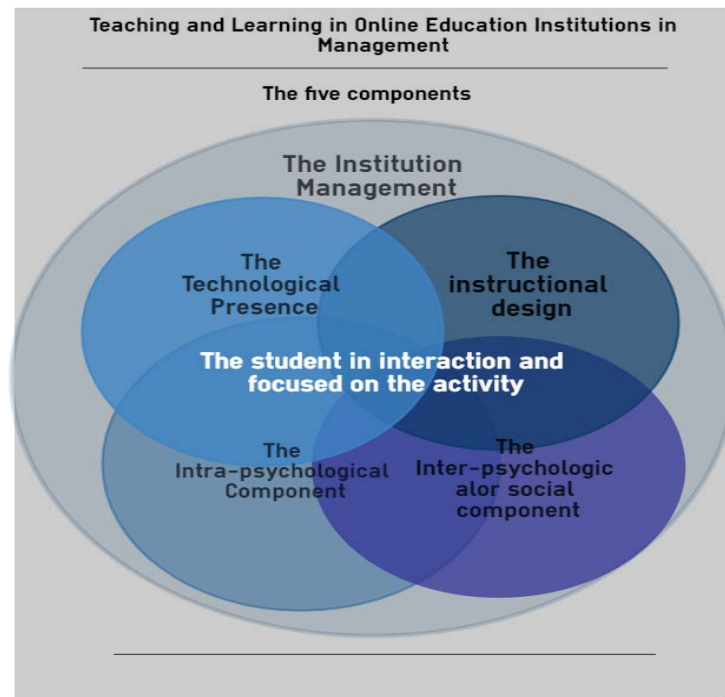 Teaching and Learning in Online Education Institutions in
Management
The five components
The Institution
Management
The
Technological
Presence
The
instructional
design
The student in interaction and
focused on the activity
The
Intra-psychological
Component
The
Inter-psychologic
alor social
component